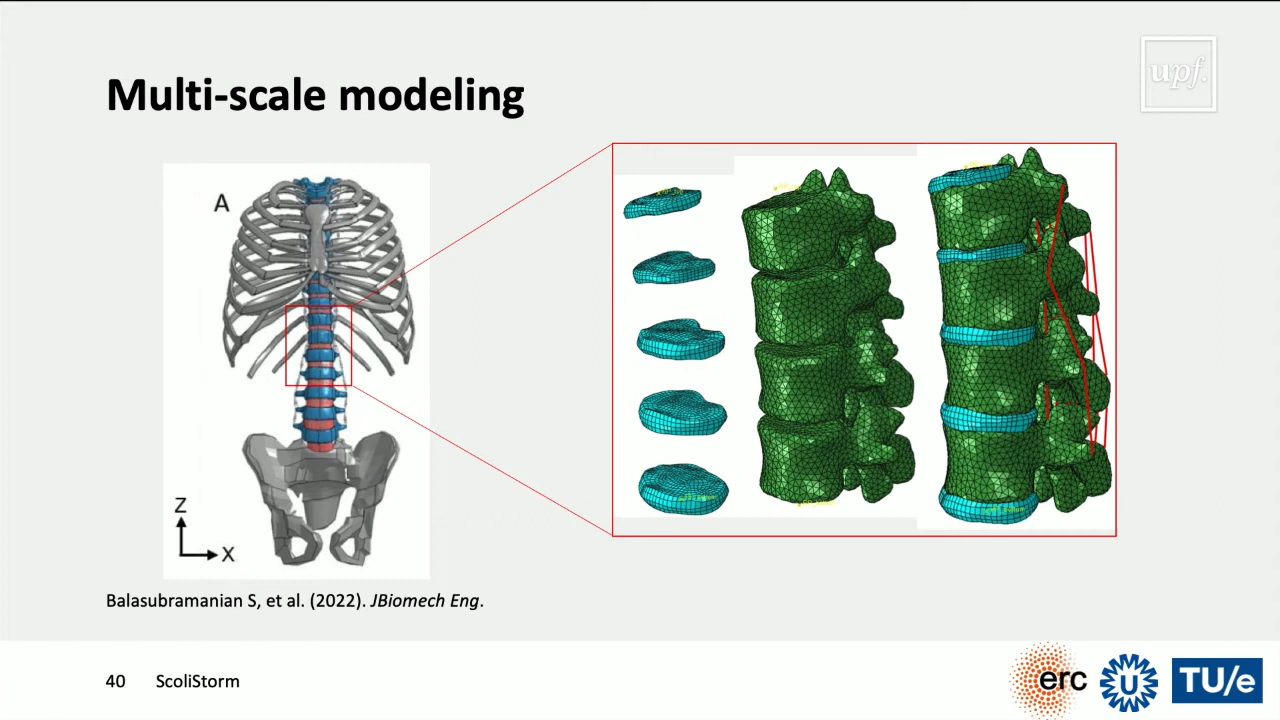 Multi-scale modeling
upf.
A
Z
X
Balasubramanian S, et al. (2022). JBiomech Eng.
40 ScoliStorm
erc
U
TU/e